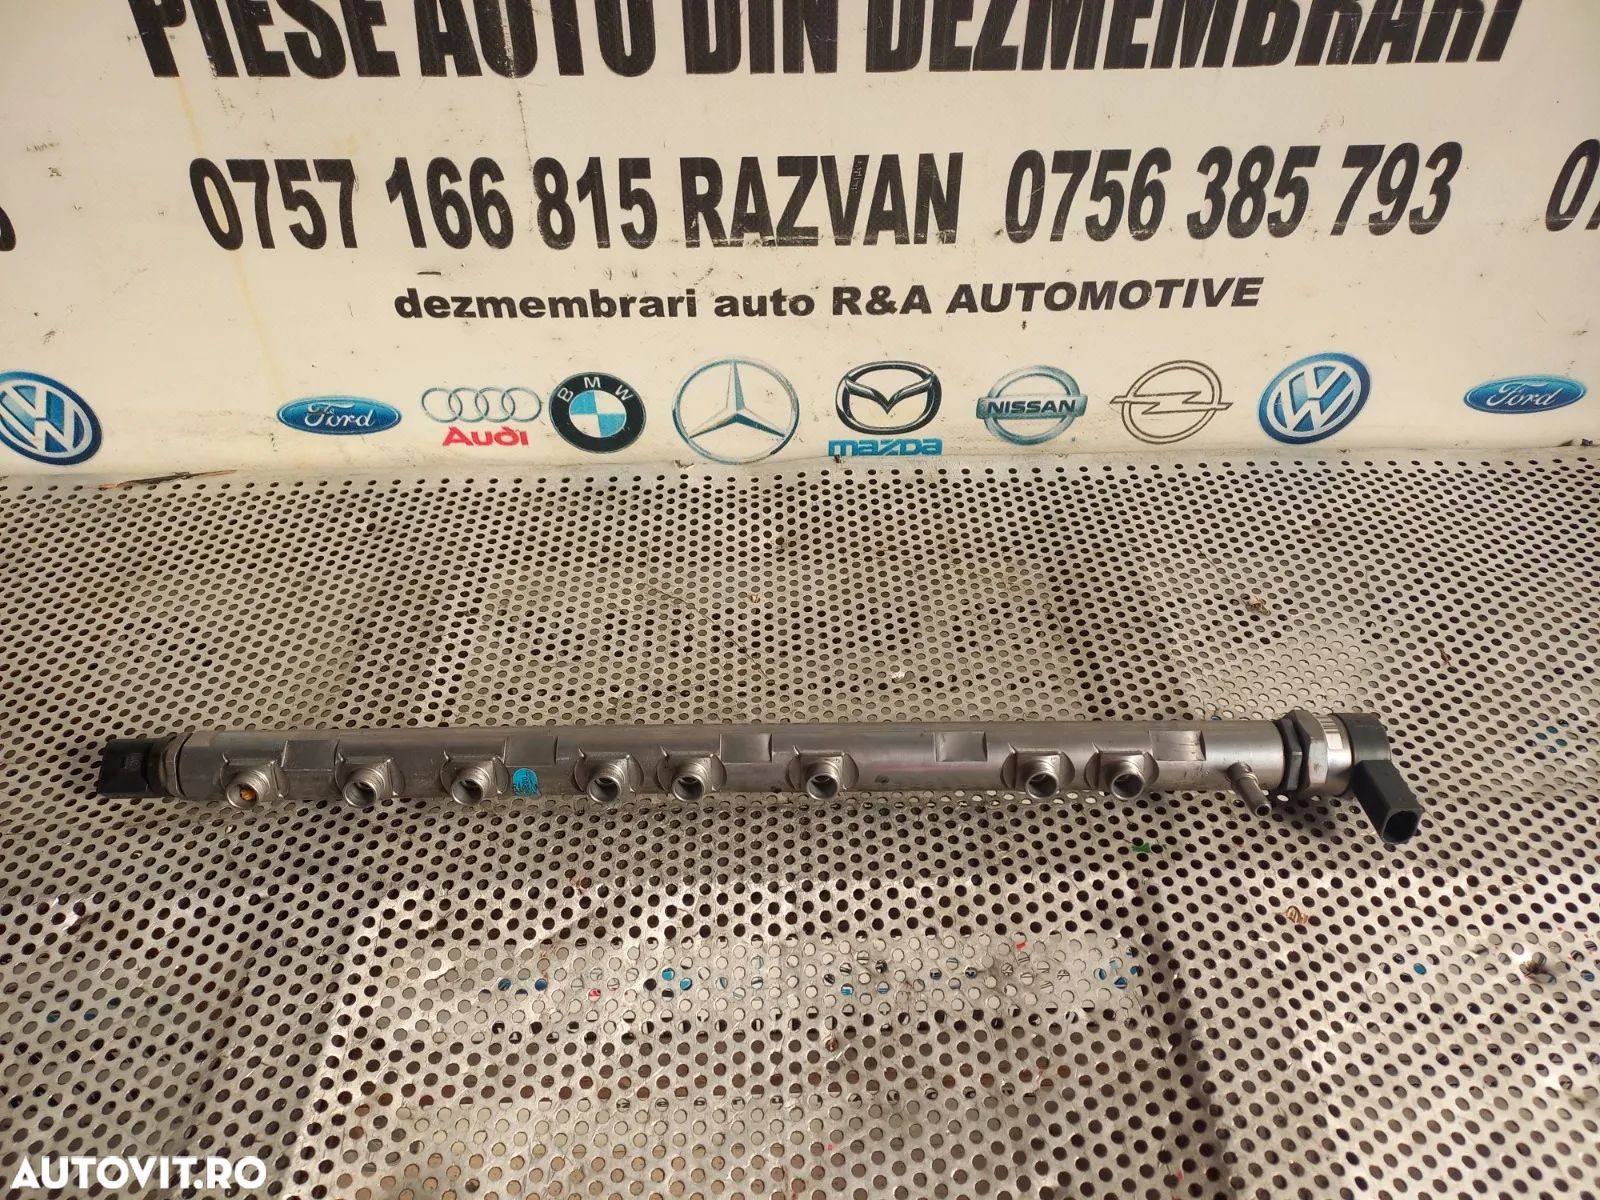 PIESE AUTO DIN DEZMEMBRARI
0757 166 815 RAZVAN 0756 385 793
dezmembrari auto R&A AUTOMOTIVE
Ford
Audi
BMW
mazda
NISSAN
Ford
AUTOVIT.RO